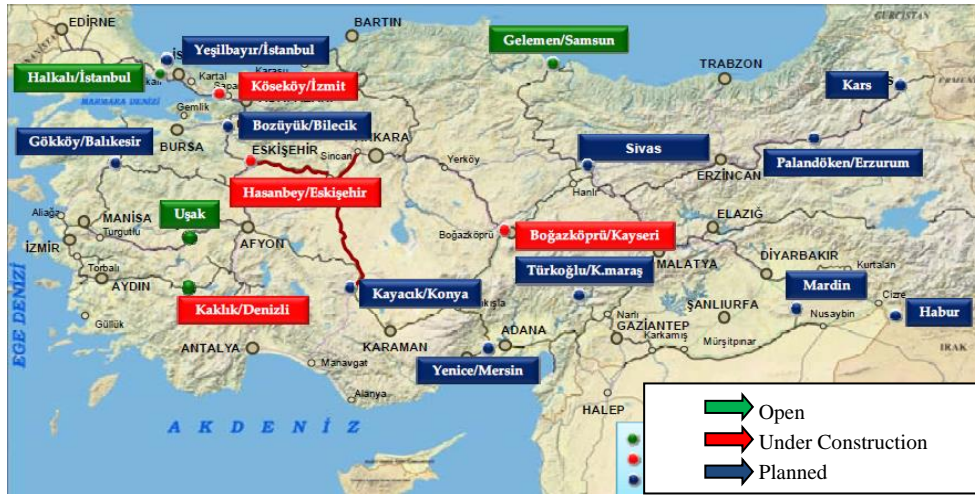 EDİRNE
BARTIN
GÜRCİSTAN
Yeşilbayır/İstanbul
Gelemen/Samsun
Halkalı/İstanbul
Kartal
Karasu
TRABZON
Kars
MARMARA DENİZİ
Köseköy/İzmit
Gemlik
Bozüyük/Bilecik
Gökköy/Balıkesir
BURSA
ESKİŞEHİR
Sincan
Yerköy
Sivas
Palandöken/Erzurum
Hanlı
ERZİNCAN
Hasanbey/Eskişehir
Aliağa
MANİSA
Turgutlu
Uşak
ELAZIĞ
İZMİR
AFYON
Boğazköprü
Boğazköprü/Kayseri
EGE DENİZİ
Torbalı
MALATYA
DİYARBAKIR
Kurtalan
AYDIN
Türkoğlu/K.maraş
Mardin
Kaklık/Denizli
Kayacık/Konya
Cizre
Güllük
ŞANLIURFA
Nusaybin
Habur
Narlı
ADANA
GAZİANTEP
Karkamış
Mürşitpınar
ANTALYA
KARAMAN
IRAK
Manavgat
Yenice/Mersin
Alanya
HALEP
AKDENİZ
Open
Under Construction
Planned